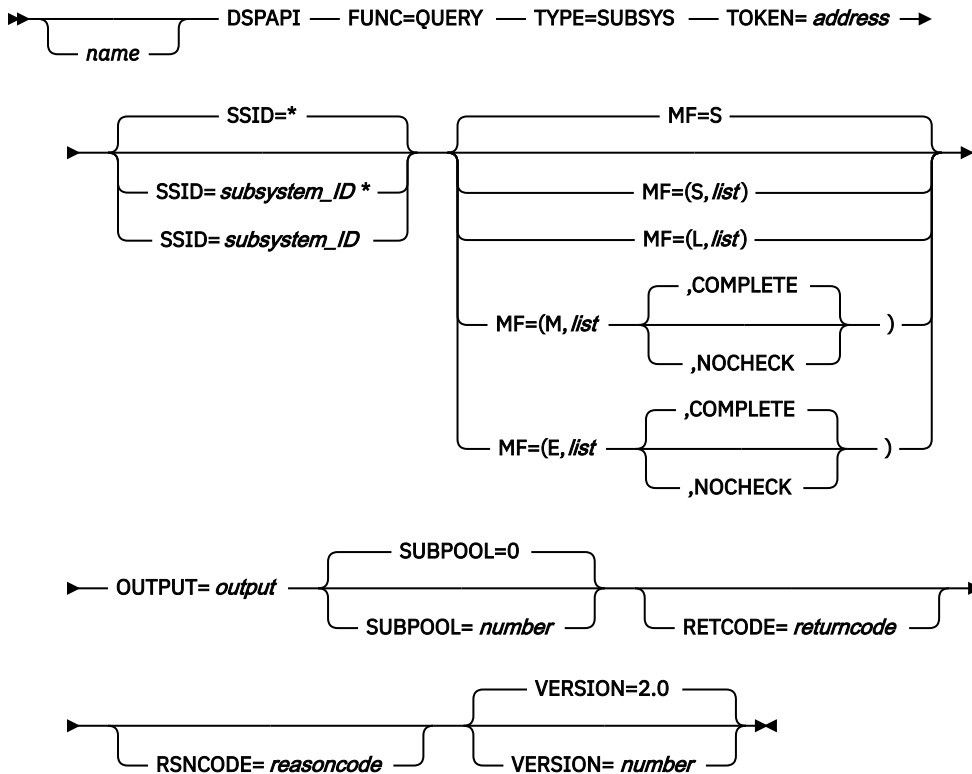 DSPAPI FUNC=QUERY TYPE=SUBSYS TOKEN= address
name
SSID=*
SSID= subsystem_ID *
SSID= subsystem_ID
MF=S
MF=(S,list)
MF=(L,list)
MF=(M,list ,COMPLETE ,NOCHECK )
MF=(E,list ,COMPLETE ,NOCHECK )
OUTPUT= output
SUBPOOL=0
SUBPOOL= number
RETCODE= returncode
RSNCODE= reasoncode
VERSION=2.0
VERSION= number